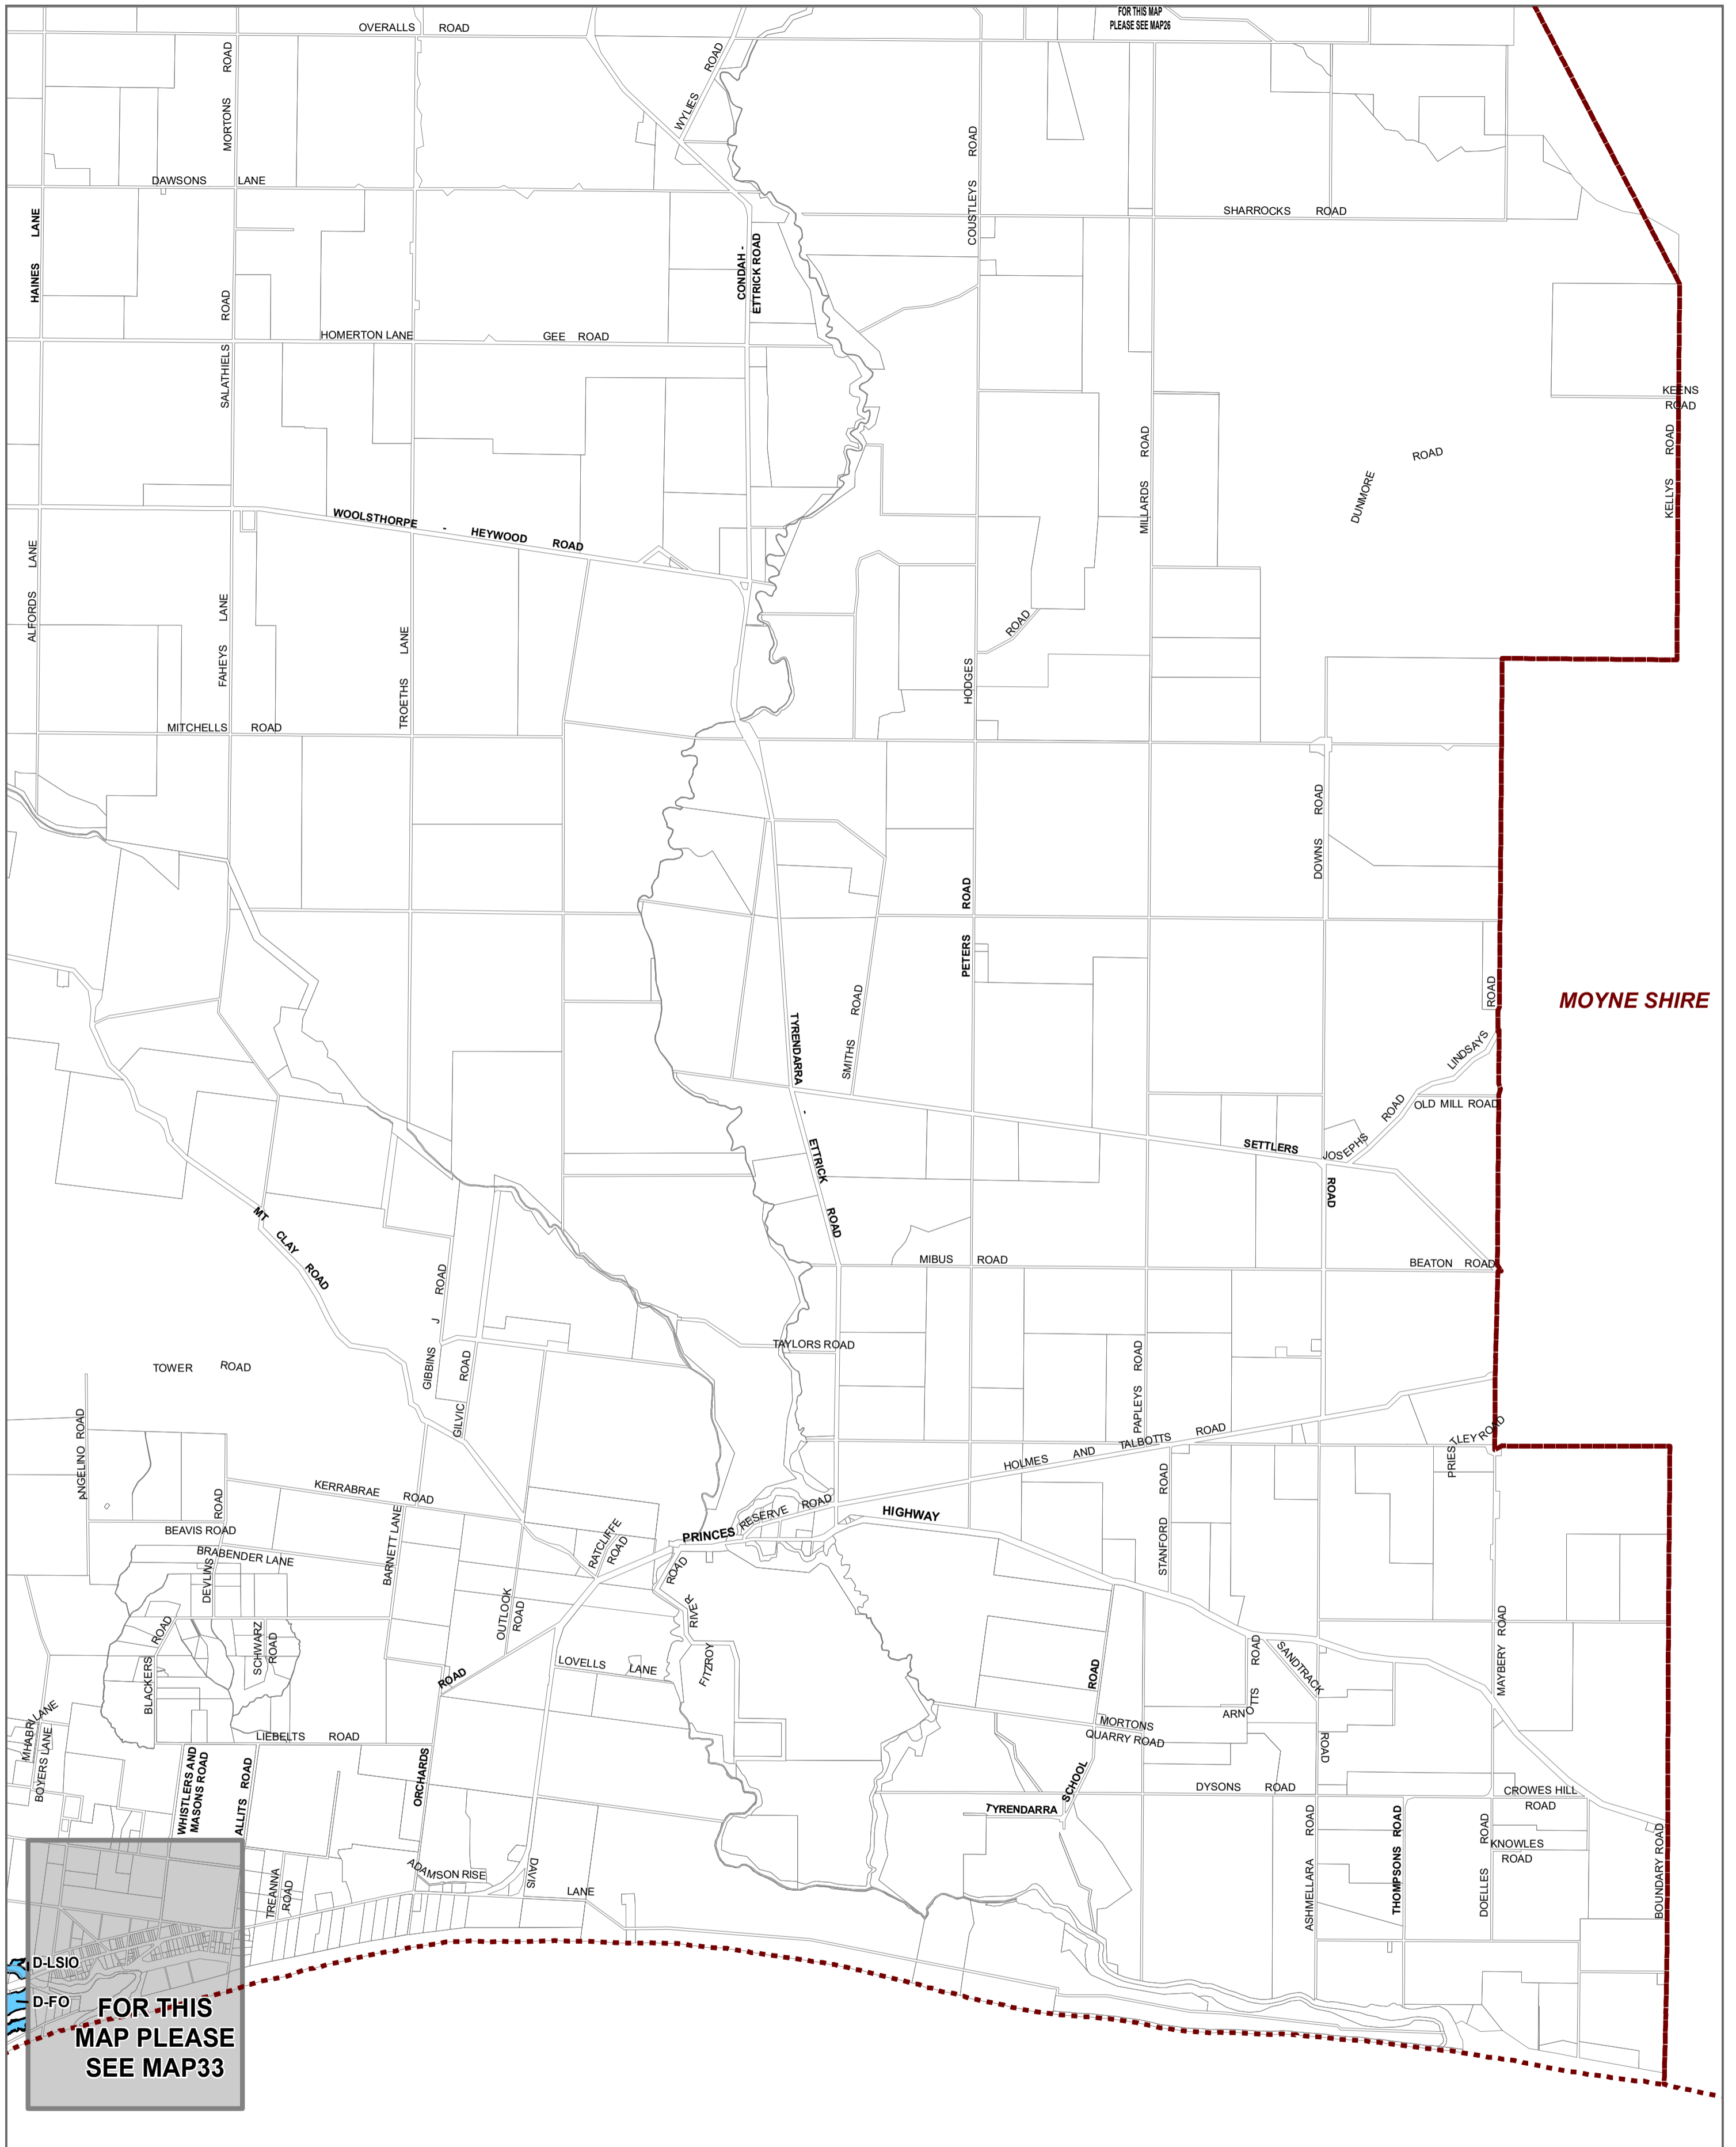 FOR THIS MAP
PLEASE SEE MAP26
OVERALLS ROAD
MORTONS ROAD
WYLIES ROAD
DAWSONS LANE
COUSTLEYS ROAD
SHARROCKS ROAD
HAINES LANE
CONDAH -
ETTRICK ROAD
SALATHIELS ROAD
HOMERTON LANE
GEE ROAD
KEENS
ROAD
KELLYS ROAD
MILLARDS ROAD
DUNMORE ROAD
WOOLSTHORPE - HEYWOOD ROAD
ALFORDS LANE
FAHEYS LANE
TROETHS LANE
HODGES ROAD
MITCHELLS ROAD
DOWNS ROAD
PETERS ROAD
MOYNE SHIRE
SMITHS ROAD
TYRENDARRA - ETTRICK ROAD
LINDSAYS ROAD
OLD MILL ROAD
JOSEPHS ROAD
SETTLERS ROAD
MT CLAY ROAD
MIBUS ROAD
BEATON ROAD
GIBBINS J ROAD
GILVIC ROAD
TAYLORS ROAD
TOWER ROAD
PAPLEYS ROAD
ANGELINO ROAD
HOLMES AND TALBOTTS ROAD
PRIESTLEY ROAD
KERRABRAE ROAD
STANFORD ROAD
RESERVE ROAD
PRINCES HIGHWAY
BEAVIS ROAD
BRABENDER LANE
DEVLINS ROAD
BARNETT LANE
RATCLIFFE
ROAD
OUTLOOK
ROAD
FITZROY RIVER ROAD
BLACKERS ROAD
SCHWARZ
ROAD
LOVELLS LANE
SANDTRACK ROAD
MAYBERY ROAD
ARNOTTS ROAD
MORTONS
QUARRY ROAD
MHABRI LANE
BOYERS LANE
LIEBELTS ROAD
WHISTLERS AND
MASONS ROAD
ALLITS ROAD
ORCHARDS ROAD
TYRENDARRA SCHOOL ROAD
DYSONS ROAD
CROWES HILL
ROAD
KNOWLES
ROAD
ADAMSON RISE
TREANNA
ROAD
DAVIS LANE
ASHMELLARA ROAD
THOMPSONS ROAD
DOELLES ROAD
BOUNDARY ROAD
D-LSIO
D-FO
FOR THIS
MAP PLEASE
SEE MAP33